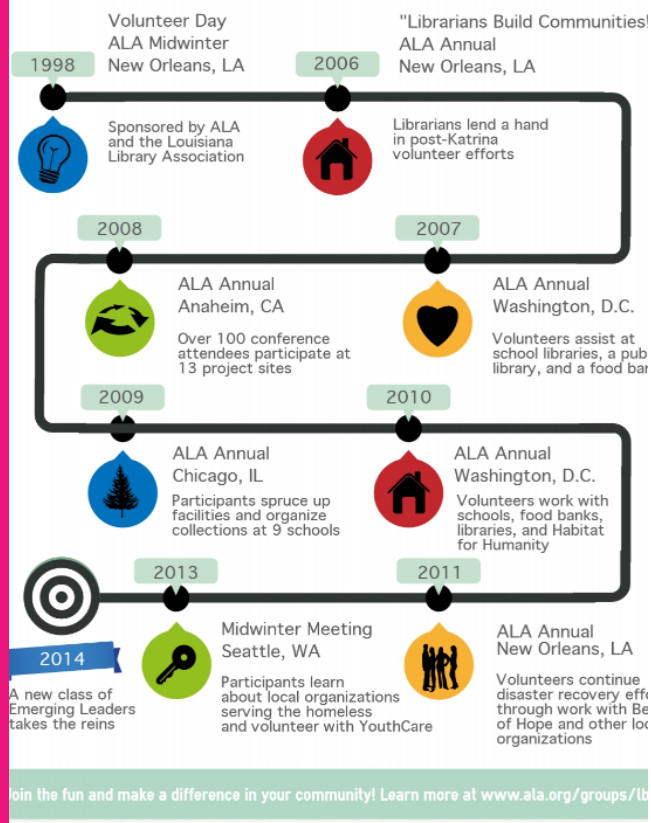 1998
Volunteer Day
ALA Midwinter
New Orleans, LA
Sponsored by ALA
and the Louisiana
Library Association
2006
"Librarians Build Communities!
ALA Annual
New Orleans, LA
Librarians lend a hand
in post-Katrina
volunteer efforts
2007
ALA Annual
Washington, D.C.
Volunteers assist at
school libraries, a
library, and a food
2008
ALA Annual
Anaheim, CA
Over 100 conference
attendees participate at
13 project sites
2009
ALA Annual
Chicago, IL
Participants spruce up
facilities and organize
collections at 9 schools
2010
ALA Annual
Washington, D.C.
Volunteers work with
schools, food banks,
libraries, and Habitat
for Humanity
2011
ALA Annual
New Orleans, LA
Volunteers continue
disaster recovery
through work with
of Hope and other
organizations
2013
Midwinter Meeting
Seattle, WA
Participants learn
about local organizations
serving the homeless
and volunteer with YouthCare
2014
A new class of
Emerging Leaders
takes the reins
Join the fun and make a difference in your community! Learn more at www.ala.org/groups/lb